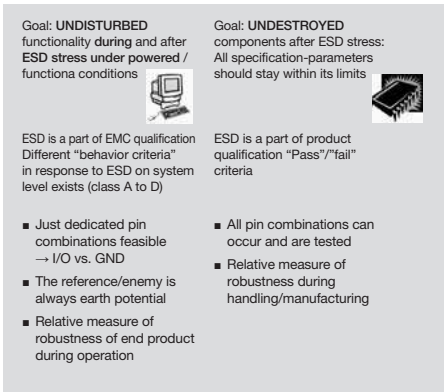 Goal: UNDISTURBED
functionality during and after
ESD stress under powered /
functiona conditions
ESD is a part of EMC qualification
Different “behavior criteria”
in response to ESD on system
level exists (class A to D)
■ Just dedicated pin
combinations feasible
→ I/O vs. GND
■ The reference/enemy is
always earth potential
■ Relative measure of
robustness of end product
during operation
Goal: UNDESTROYED
components after ESD stress:
All specification-parameters
should stay within its limits
ESD is a part of product
qualification “Pass”/”fail”
criteria
■ All pin combinations can
occur and are tested
■ Relative measure of
robustness during
handling/manufacturing